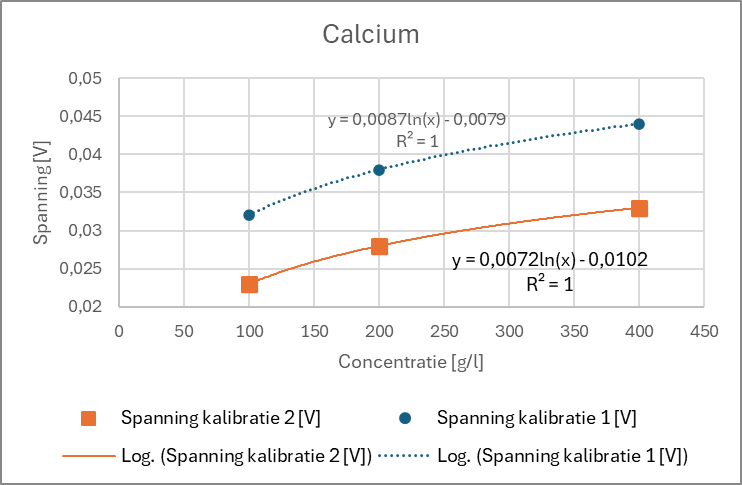 Calcium
0,05
0,045
0,04
0,035
0,03
0,025
0,02
Spanning [V]
y = 0,0087ln(x) - 0,0079
R² = 1
y = 0,0072ln(x) - 0,0102
R² = 1
0 50 100 150 200 250 300 350 400 450
Concentratie [g/l]
Spanning kalibratie 2 [V] Spanning kalibratie 1 [V]
Log. (Spanning kalibratie 2 [V]) Log. (Spanning kalibratie 1 [V])